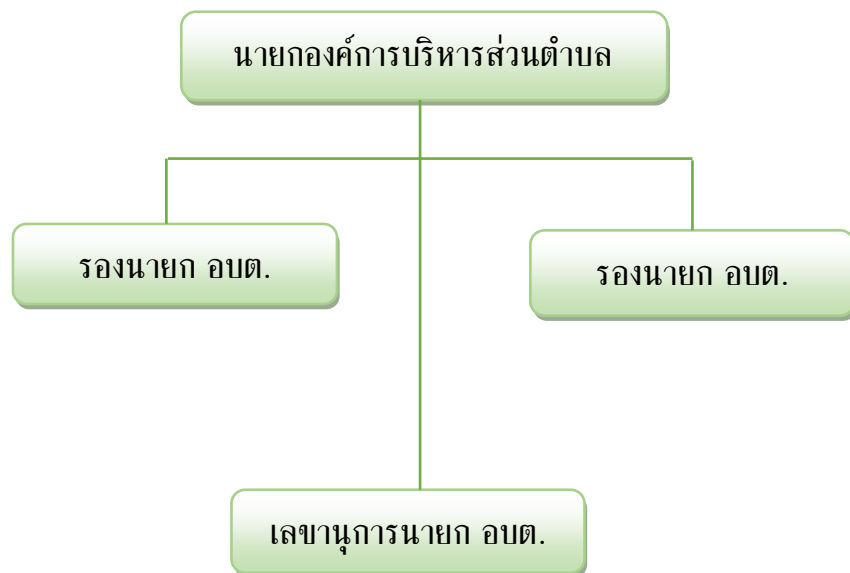 นายกองค์การบริหารส่วนตำบล
รองนายก อบต.
รองนายก อบต.
เลขานุการนายก อบต.